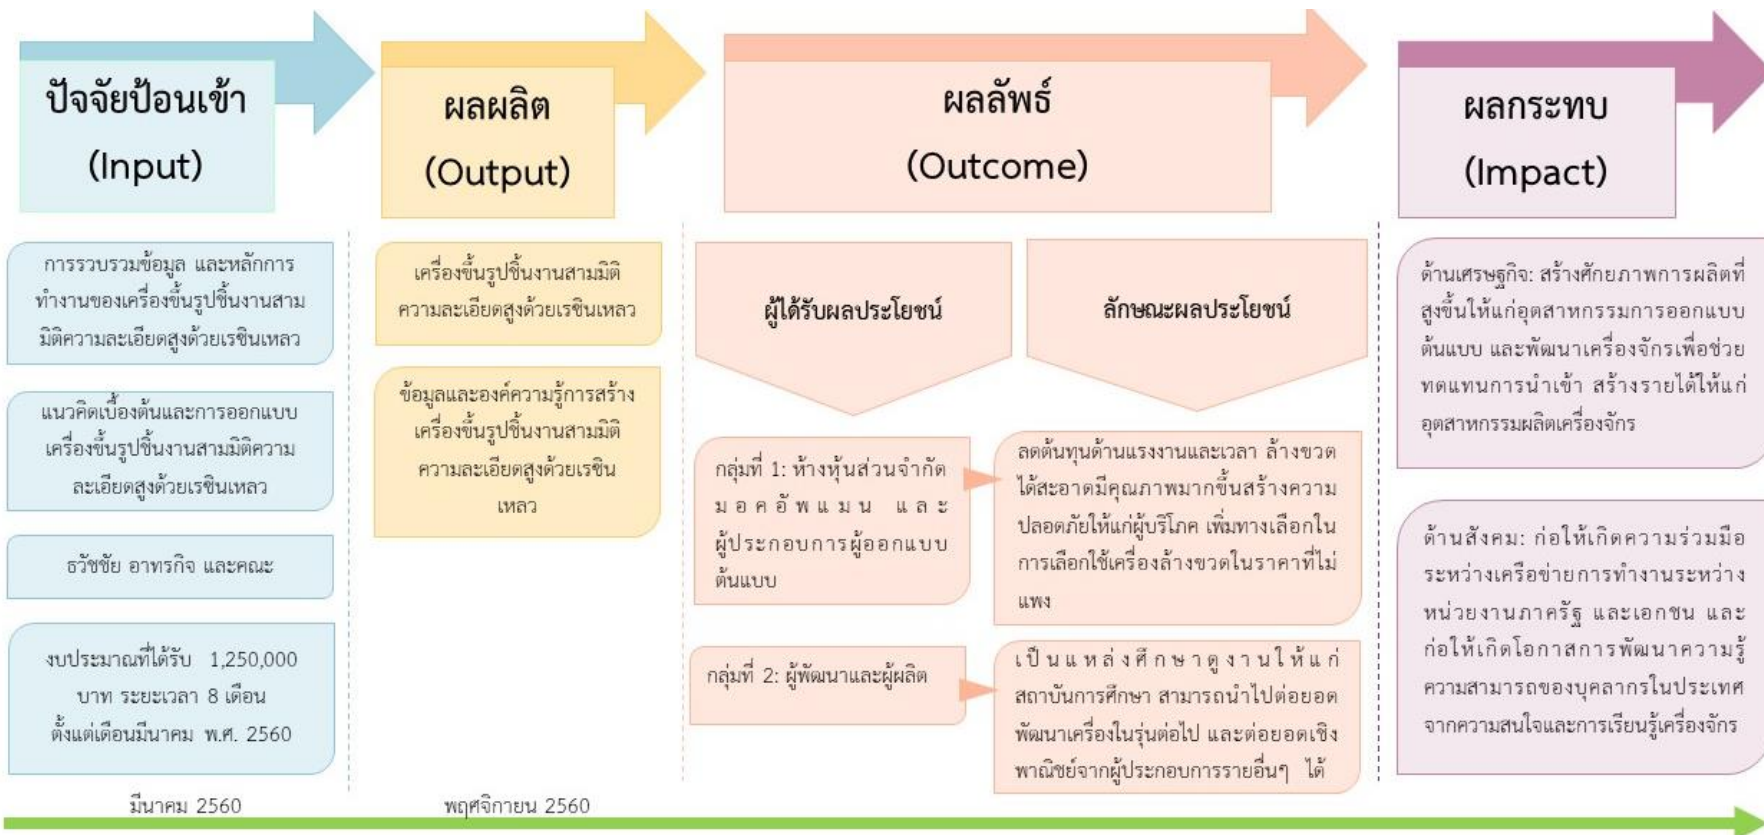 ปัจจัยป้อนเข้า
(Input)
ผลผลิต
(Output)
ผลลัพธ์
(Outcome)
ผลกระทบ
(Impact)
การรวบรวมข้อมูล และหลักการ
ทำงานของเครื่องขึ้นรูปชิ้นงานสาม
มิติความละเอียดสูงด้วยเรซินเหลว
แนวคิดเบื้องต้นและการออกแบบ
เครื่องขึ้นรูปชิ้นงานสามมิติความ
ละเอียดสูงด้วยเรซินเหลว
ธวัชชัย อาทรกิจ และคณะ
งบประมาณที่ได้รับ 1,250,000
บาท ระยะเวลา 8 เดือน
ตั้งแต่เดือนมีนาคม พ.ศ. 2560
เครื่องขึ้นรูปชิ้นงานสามมิติ
ความละเอียดสูงด้วยเรซินเหลว
ข้อมูลและองค์ความรู้การสร้าง
เครื่องขึ้นรูปชิ้นงานสามมิติ
ความละเอียดสูงด้วยเรซิน
เหลว
ผู้ได้รับผลประโยชน์
ลักษณะผลประโยชน์
กลุ่มที่ 1: ห้างหุ้นส่วนจำกัด
มอคอัพแมน และ
ผู้ประกอบการผู้ออกแบบ
ต้นแบบ
ลดต้นทุนด้านแรงงานและเวลา ล้างขวด
ได้สะอาดมีคุณภาพมากขึ้นสร้างความ
ปลอดภัยให้แก่ผู้บริโภค เพิ่มทางเลือกใน
การเลือกใช้เครื่องล้างขวดในราคาที่ไม่
แพง
กลุ่มที่ 2: ผู้พัฒนาและผู้ผลิต
เป็นแหล่งศึกษาดูงานให้แก่
สถาบันการศึกษา สามารถนำไปต่อยอด
พัฒนาเครื่องในรุ่นต่อไป และต่อยอดเชิง
พาณิชย์จากผู้ประกอบการรายอื่นๆ ได้
ด้านเศรษฐกิจ: สร้างศักยภาพการผลิตที่
สูงขึ้นให้แก่อุตสาหกรรมการออกแบบ
ต้นแบบ และพัฒนาเครื่องจักรเพื่อช่วย
ทดแทนการนำเข้า สร้างรายได้ให้แก่
อุตสาหกรรมผลิตเครื่องจักร
ด้านสังคม: ก่อให้เกิดความร่วมมือ
ระหว่างเครือข่ายการทำงานระหว่าง
หน่วยงานภาครัฐ และเอกชน และ
ก่อให้เกิดโอกาสการพัฒนาความรู้
ความสามารถของบุคลากรในประเทศ
จากความสนใจและการเรียนรู้เครื่องจักร
มีนาคม 2560
พฤศจิกายน 2560